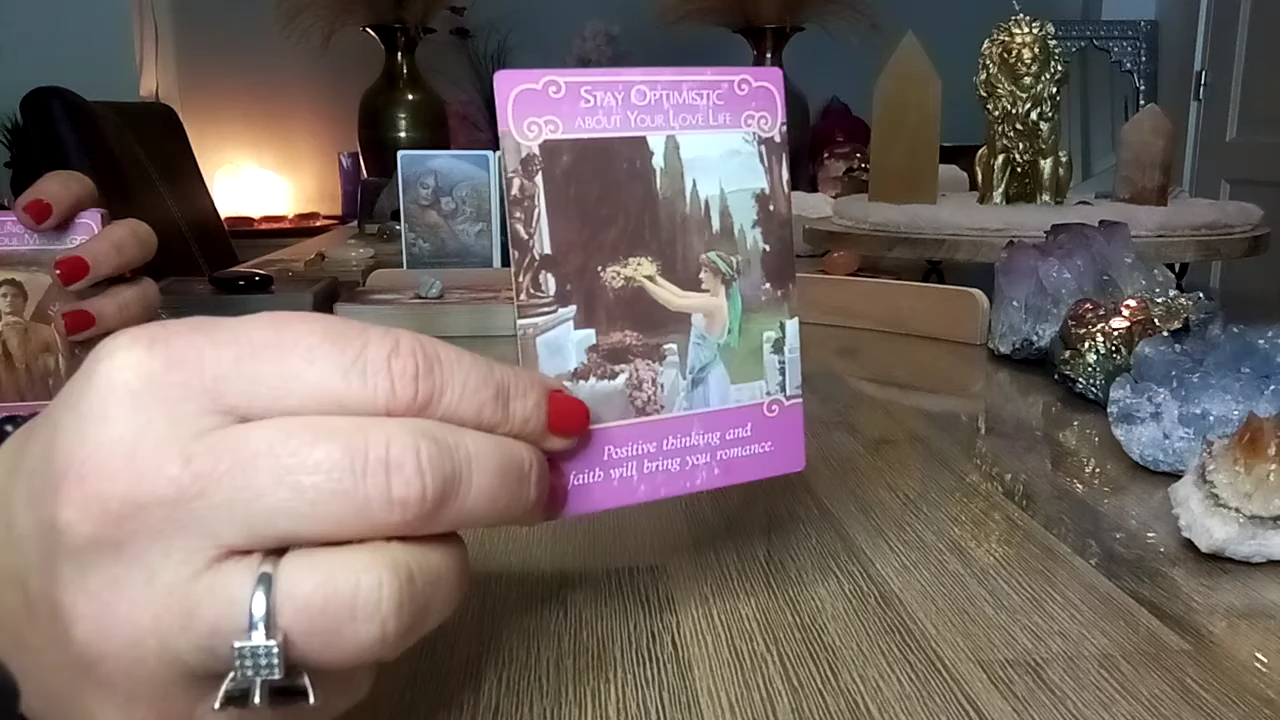 STAY OPTIMISTIC
ABOUT YOUR LOVE LIFE
Positive thinking and
faith will bring you romance.